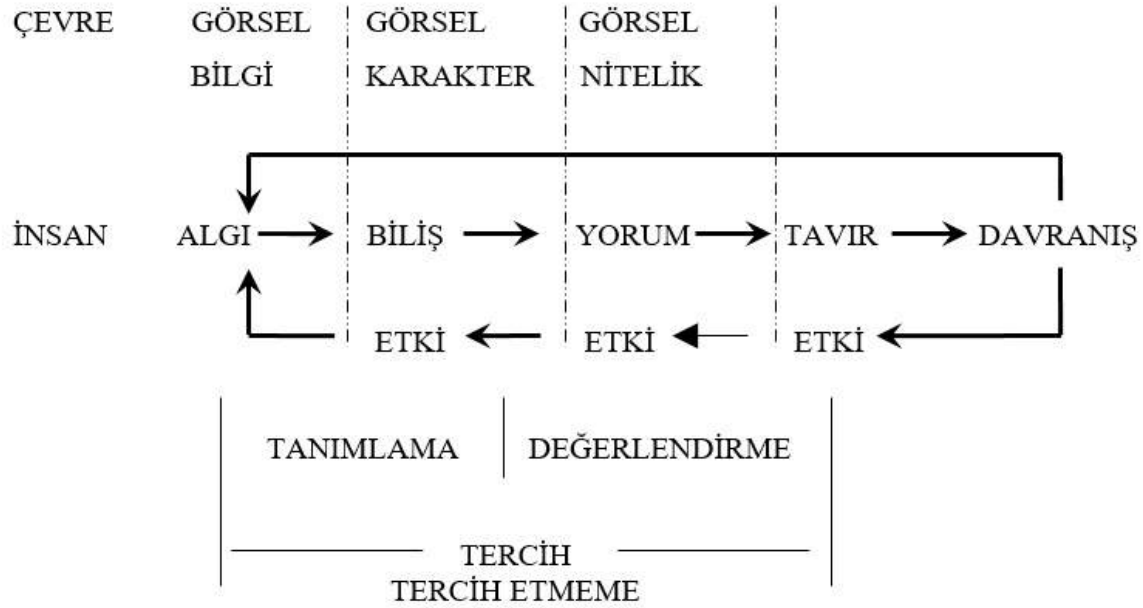 ÇEVRE GÖRSEL GÖRSEL GÖRSEL
BİLGİ KARAKTER NİTELİK
İNSAN ALGI BİLİŞ YORUM TAVIR DAVRANIŞ
ETKİ ETKİ ETKİ
TANIMLAMA DEĞERLENDİRME
TERCİH
TERCİH ETMEME